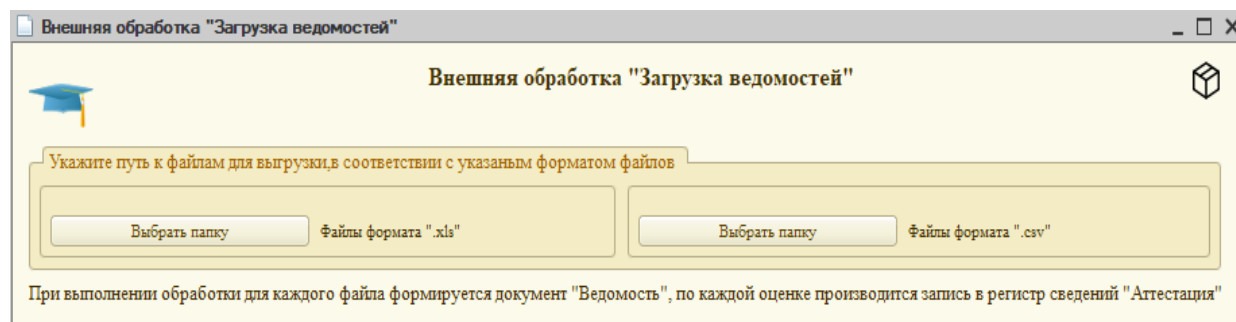 Внешняя обработка "Загрузка ведомостей"
Внешняя обработка "Загрузка ведомостей"
Укажите путь к файлам для выгрузки,в соответствии с указаным форматом файлов
Выбрать папку Файлы формата ".xls" Выбрать папку Файлы формата ".csv"
При выполнении обработки для каждого файла формируется документ "Ведомость", по каждой оценке производится запись в регистр сведений "Аттестация"